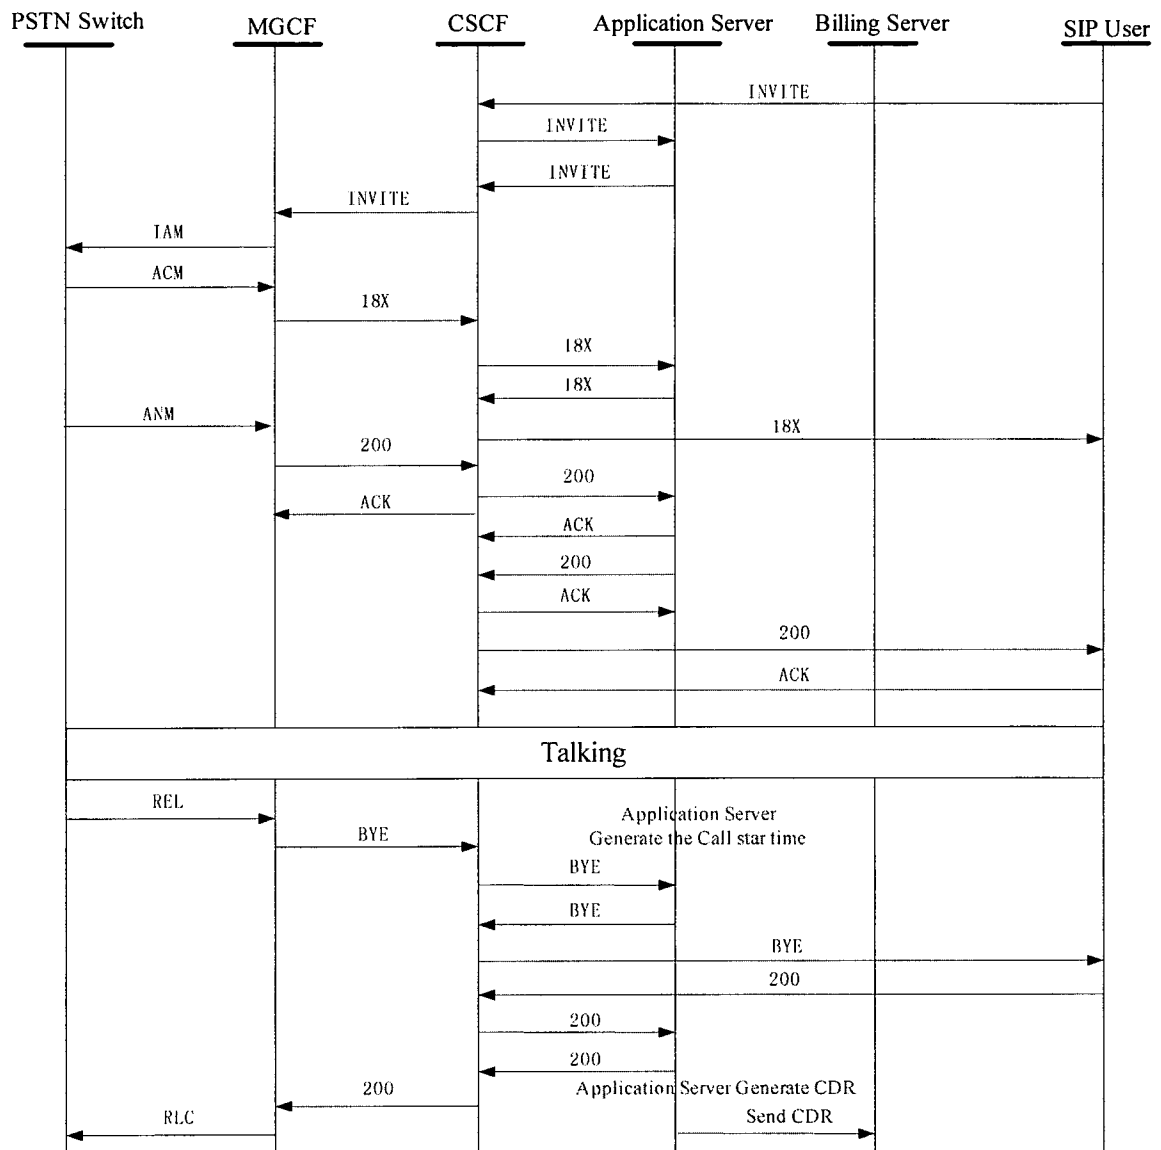 PSTN Switch MGCF CSCF Application Server Billing Server SIP User
INVITE
INVITE
INVITE
INVITE
IAM
ACM
18X
18X
18X
ANM
18X
200
200
ACK
ACK
200
ACK
200
ACK
Talking
REL
Application Server
BYE
Generate the Call start time
BYE
BYE
BYE
200
200
200
200
Application Server Generate CDR
RLC
Send CDR